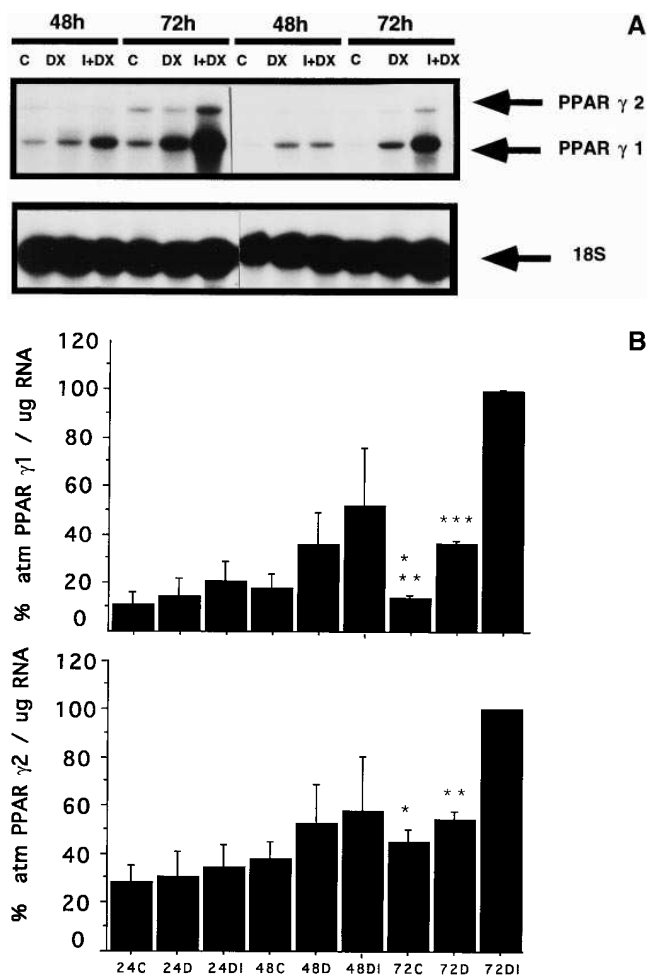 48h 72h 48h 72h A
C DX I+DX C DX I+DX C DX I+DX C DX I+DX
PPAR γ 2
PPAR γ 1
18S
B
120
100
80
60
40
20
0
% atm PPAR γ1 / ug RNA
*
** ***
120
100
80
60
40
20
0
% atm PPAR γ2 / ug RNA
* **
24C 24D 24DI 48C 48D 48DI 72C 72D 72DI